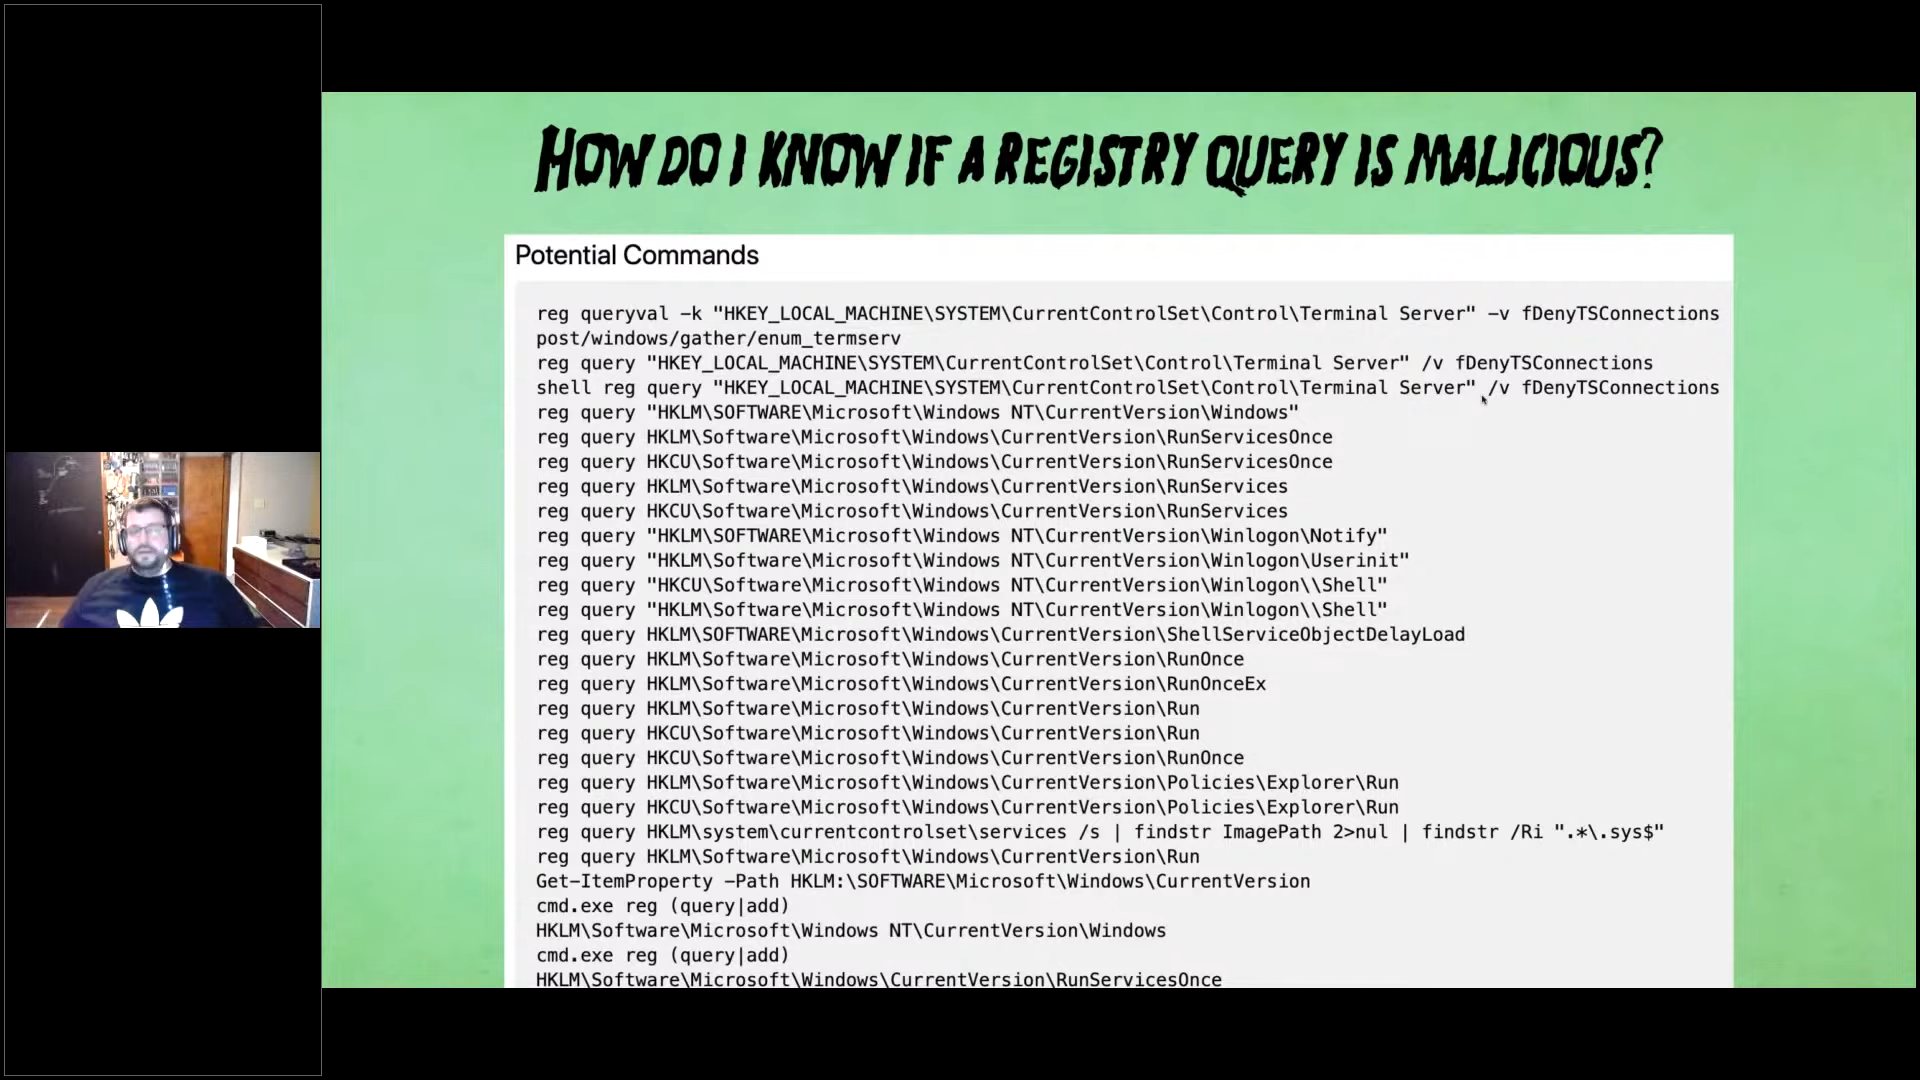 HOW DO I KNOW IF A REGISTRY QUERY IS MALICIOUS?
Potential Commands
reg queryval -k "HKEY_LOCAL_MACHINE\SYSTEM\CurrentControlSet\Control\Terminal Server" -v fDenyTSConnections
post/windows/gather/enum_termserv
reg query "HKEY_LOCAL_MACHINE\SYSTEM\CurrentControlSet\Control\Terminal Server" /v fDenyTSConnections
shell reg query "HKEY_LOCAL_MACHINE\SYSTEM\CurrentControlSet\Control\Terminal Server" /v fDenyTSConnections
reg query "HKLM\SOFTWARE\Microsoft\Windows NT\CurrentVersion\Windows"
reg query HKLM\Software\Microsoft\Windows\CurrentVersion\RunServicesOnce
reg query HKCU\Software\Microsoft\Windows\CurrentVersion\RunServicesOnce
reg query HKLM\Software\Microsoft\Windows\CurrentVersion\RunServices
reg query HKCU\Software\Microsoft\Windows\CurrentVersion\RunServices
reg query "HKLM\SOFTWARE\Microsoft\Windows NT\CurrentVersion\Winlogon\Notify"
reg query "HKLM\Software\Microsoft\Windows NT\CurrentVersion\Winlogon\Userinit"
reg query "HKCU\Software\Microsoft\Windows NT\CurrentVersion\Winlogon\\Shell"
reg query "HKLM\Software\Microsoft\Windows NT\CurrentVersion\Winlogon\\Shell"
reg query HKLM\SOFTWARE\Microsoft\Windows\CurrentVersion\ShellServiceObjectDelayLoad
reg query HKLM\Software\Microsoft\Windows\CurrentVersion\RunOnce
reg query HKLM\Software\Microsoft\Windows\CurrentVersion\RunOnceEx
reg query HKLM\Software\Microsoft\Windows\CurrentVersion\Run
reg query HKCU\Software\Microsoft\Windows\CurrentVersion\Run
reg query HKCU\Software\Microsoft\Windows\CurrentVersion\RunOnce
reg query HKLM\Software\Microsoft\Windows\CurrentVersion\Policies\Explorer\Run
reg query HKCU\Software\Microsoft\Windows\CurrentVersion\Policies\Explorer\Run
reg query HKLM\system\currentcontrolset\services /s | findstr ImagePath 2>nul | findstr /Ri ".*\.sys$"
reg query HKLM\Software\Microsoft\Windows\CurrentVersion\Run
Get-ItemProperty -Path HKLM:\SOFTWARE\Microsoft\Windows\CurrentVersion
cmd.exe reg (query|add)
HKLM\Software\Microsoft\Windows NT\CurrentVersion\Windows
cmd.exe reg (query|add)
HKLM\Software\Microsoft\Windows\CurrentVersion\RunServicesOnce